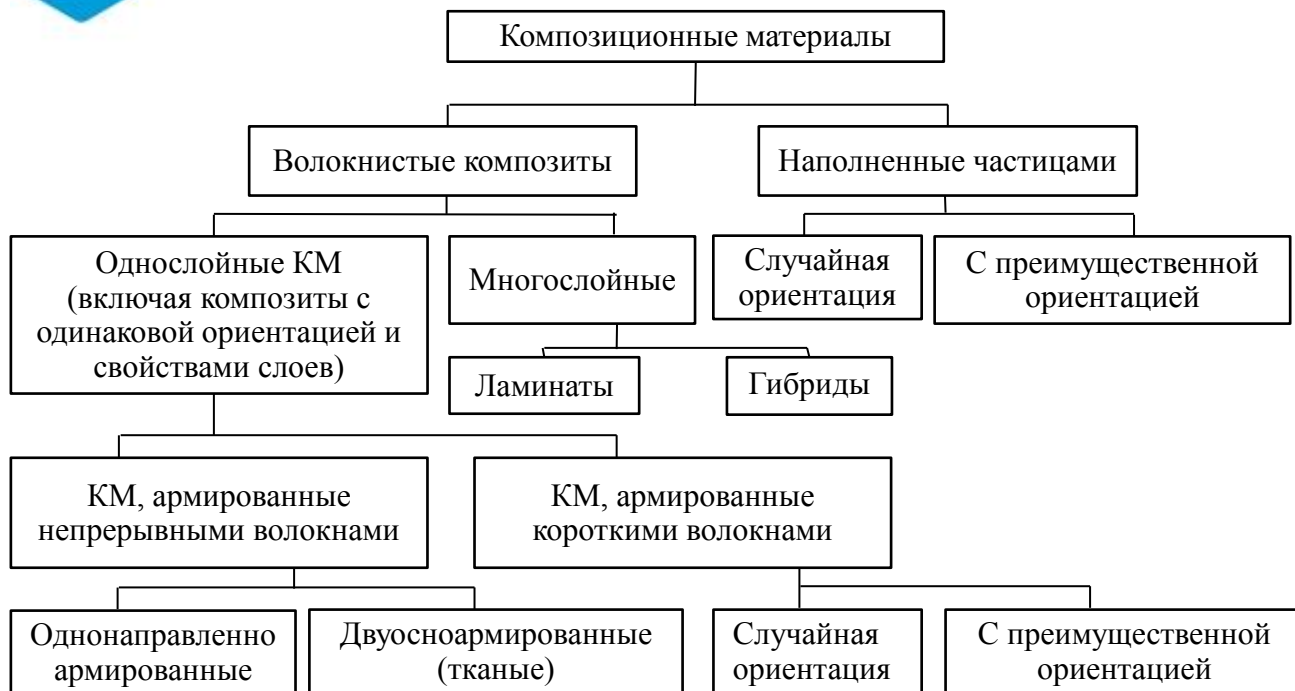 Композиционные материалы
Волокнистые композиты
Наполненные частицами
Однослойные КМ
(включая композиты с
одинаковой ориентацией и
свойствами слоев)
Многослойные
Случайная
ориентация
С преимущественной
ориентацией
Ламинаты
Гибриды
КМ, армированные
непрерывными волокнами
КМ, армированные
короткими волокнами
Однонаправленно
армированные
Двуосноармированные
(тканые)
Случайная
ориентация
С преимущественной
ориентацией